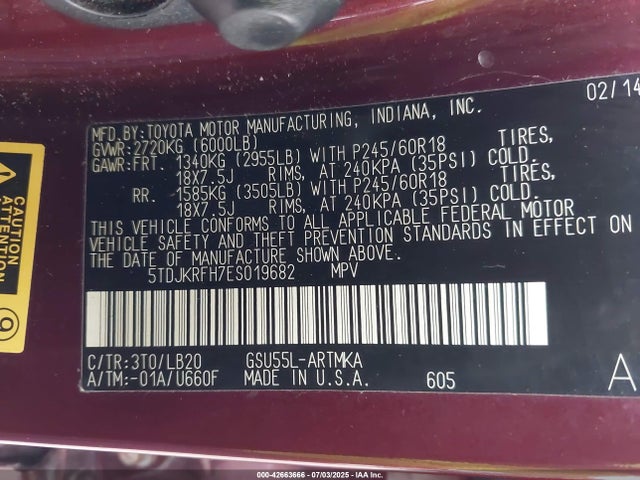 02/14
MFD.BY:TOYOTA MOTOR MANUFACTURING, INDIANA, INC.
GVWR:2720KG (6000LB)
GAWR:FRT. 1340KG (2955LB) WITH P245/60R18 TIRES,
18X7.5J RIMS, AT 240KPA (35PSI) COLD.
RR. 1585KG (3505LB) WITH P245/60R18 TIRES,
18X7.5J RIMS, AT 240KPA (35PSI) COLD.
THIS VEHICLE CONFORMS TO ALL APPLICABLE FEDERAL MOTOR
VEHICLE SAFETY AND THEFT PREVENTION STANDARDS IN EFFECT ON
THE DATE OF MANUFACTURE SHOWN ABOVE.
5TDJKRFH7ES019682 MPV
C/TR:3T0/LB20 GSU55L-ARTMKA
A/TM:-01A/U660F MADE IN U.S.A. 605
A
CAUTION
ATTENTION
9
000-42663666 - 07/03/2025 - IAA Inc.